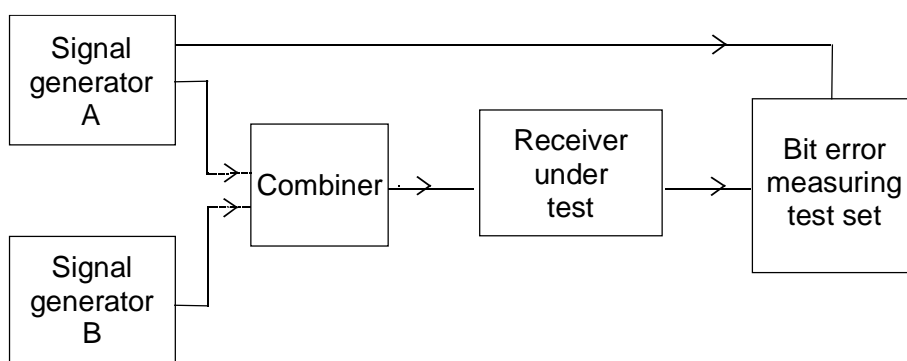 Signal
generator
A
Combiner
Receiver
under
test
Bit error
measuring
test set
Signal
generator
B